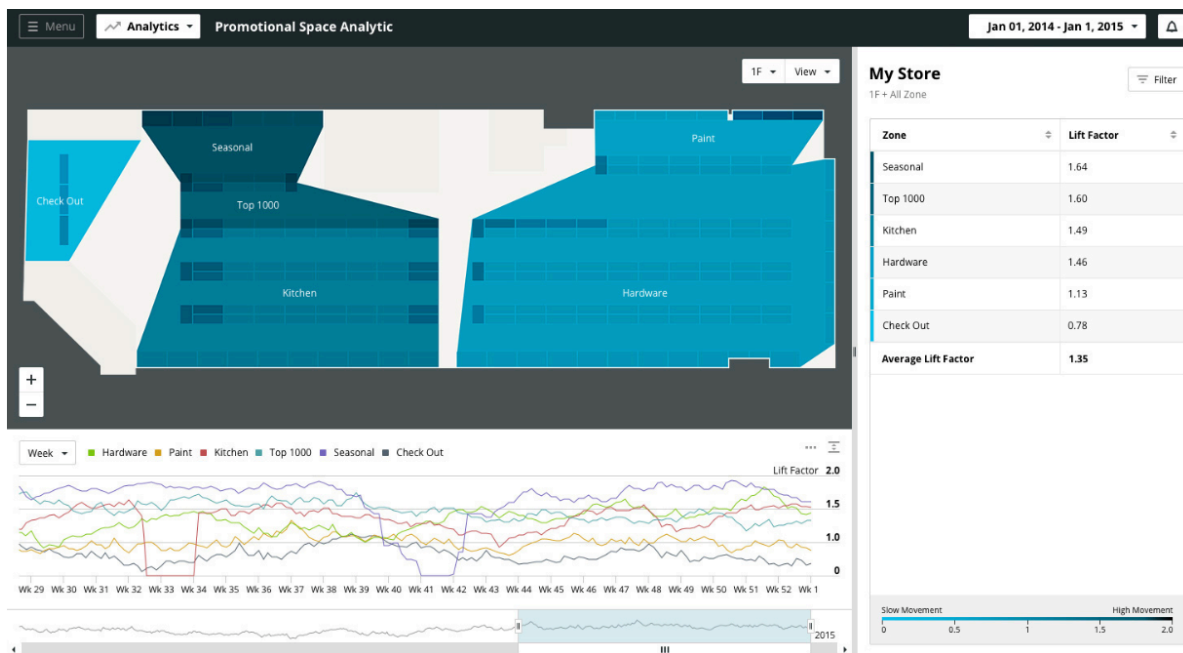 Menu Analytics Promotional Space Analytic Jan 01, 2014 - Jan 1, 2015
1F View
Seasonal
Paint
Check Out
Top 1000
Kitchen
Hardware
+
−
My Store
Filter
1F + All Zone
Zone Lift Factor
Seasonal 1.64
Top 1000 1.60
Kitchen 1.49
Hardware 1.46
Paint 1.13
Check Out 0.78
Average Lift Factor 1.35
Week Hardware Paint Kitchen Top 1000 Seasonal Check Out
Lift Factor 2.0
1.5
1.0
0
Wk 29 Wk 30 Wk 31 Wk 32 Wk 33 Wk 34 Wk 35 Wk 36 Wk 37 Wk 38 Wk 39 Wk 40 Wk 41 Wk 42 Wk 43 Wk 44 Wk 45 Wk 46 Wk 47 Wk 48 Wk 49 Wk 50 Wk 51 Wk 52 Wk 1
2015
Slow Movement High Movement
0 0.5 1 1.5 2.0